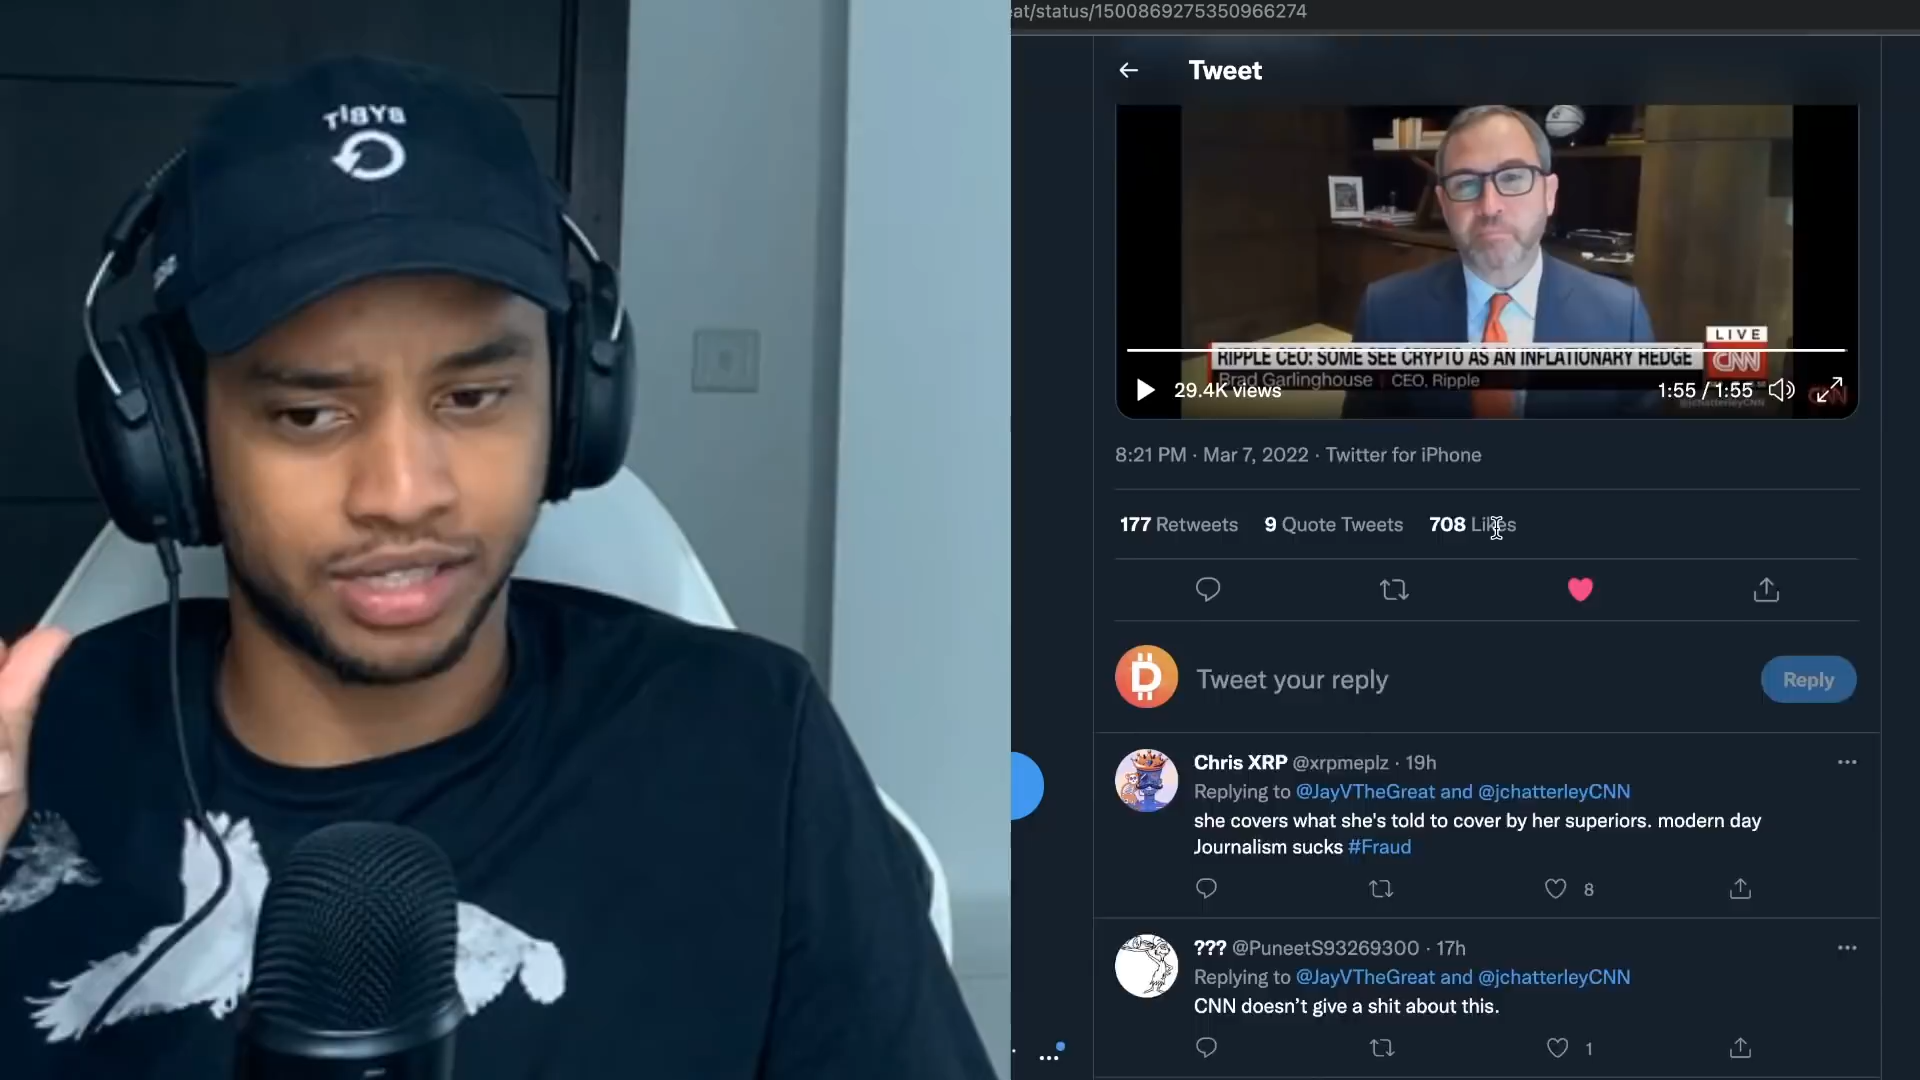 eat/status/1500869275350966274
BYBIT
Tweet
LIVE
RIPPLE CEO: SOME SEE CRYPTO AS AN INFLATIONARY HEDGE
CNN
Brad Garlinghouse | CEO, Ripple
29.4K views
1:55 / 1:55
CNN
8:21 PM · Mar 7, 2022 · Twitter for iPhone
177 Retweets 9 Quote Tweets 708 Likes
Tweet your reply
Reply
Chris XRP @xrpmeplz · 19h
Replying to @JayVTheGreat and @jchatterleyCNN
she covers what she's told to cover by her superiors. modern day
Journalism sucks #Fraud
8
??? @PuneetS93269300 · 17h
Replying to @JayVTheGreat and @jchatterleyCNN
CNN doesn’t give a shit about this.
1